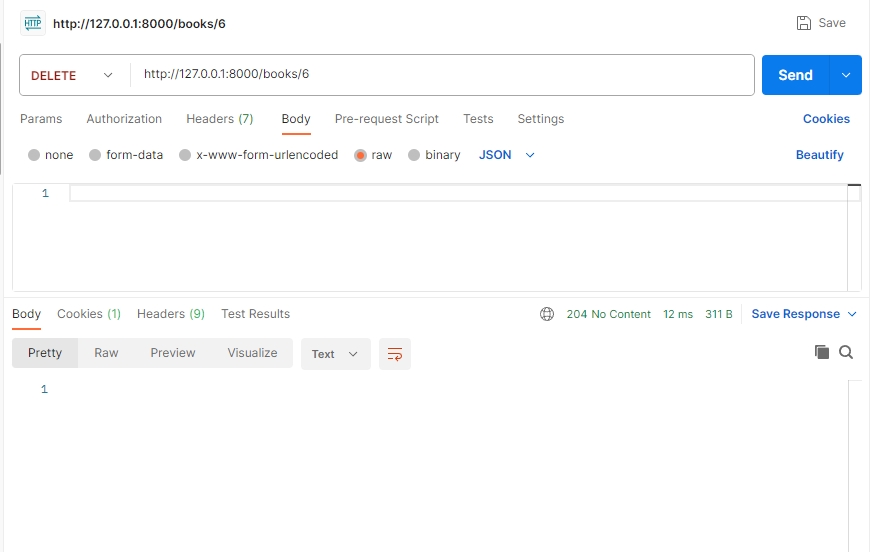 HTTP http://127.0.0.1:8000/books/6 Save
DELETE http://127.0.0.1:8000/books/6 Send
Params Authorization Headers (7) Body Pre-request Script Tests Settings Cookies
none form-data x-www-form-urlencoded raw binary JSON Beautify
1
Body Cookies (1) Headers (9) Test Results 204 No Content 12 ms 311 B Save Response
Pretty Raw Preview Visualize Text
1